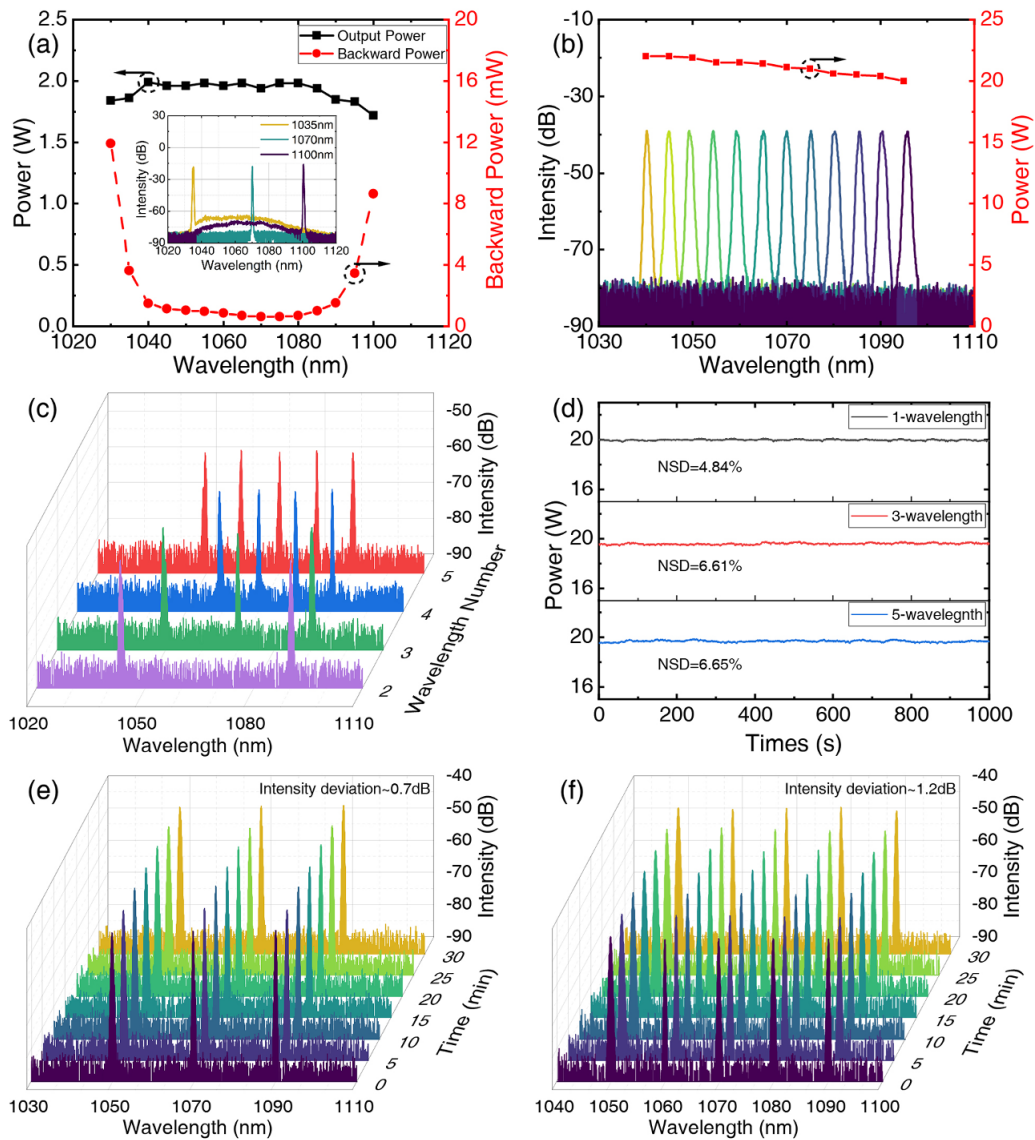 (a)
Output Power
Backward Power
2.5
2.0
1.5
1.0
0.5
0.0
Power (W)
20
16
12
8
4
0
Backward Power (mW)
30
0
-30
-60
-90
Intensity (dB)
1035nm
1070nm
1100nm
1020 1040 1060 1080 1100 1120
Wavelength (nm)
1020 1040 1060 1080 1100 1120
Wavelength (nm)
(b)
-10
-30
-50
-70
-90
Intensity (dB)
25
20
15
10
5
0
Power (W)
1030 1050 1070 1090 1110
Wavelength (nm)
(c)
-50
-60
-70
-80
-90
Intensity (dB)
5
4
3
2
Wavelength Number
1020 1050 1080 1110
Wavelength (nm)
(d)
1-wavelength
20
16
NSD=4.84%
3-wavelength
20
16
NSD=6.61%
5-wavelegnth
20
16
NSD=6.65%
Power (W)
0 200 400 600 800 1000
Times (s)
(e)
Intensity deviation~0.7dB
-40
-50
-60
-70
-80
-90
Intensity (dB)
30
25
20
15
10
5
0
Time (min)
1030 1050 1070 1090 1110
Wavelength (nm)
(f)
Intensity deviation~1.2dB
-40
-50
-60
-70
-80
-90
Intensity (dB)
30
25
20
15
10
5
0
Time (min)
1040 1050 1060 1070 1080 1090 1100
Wavelength (nm)